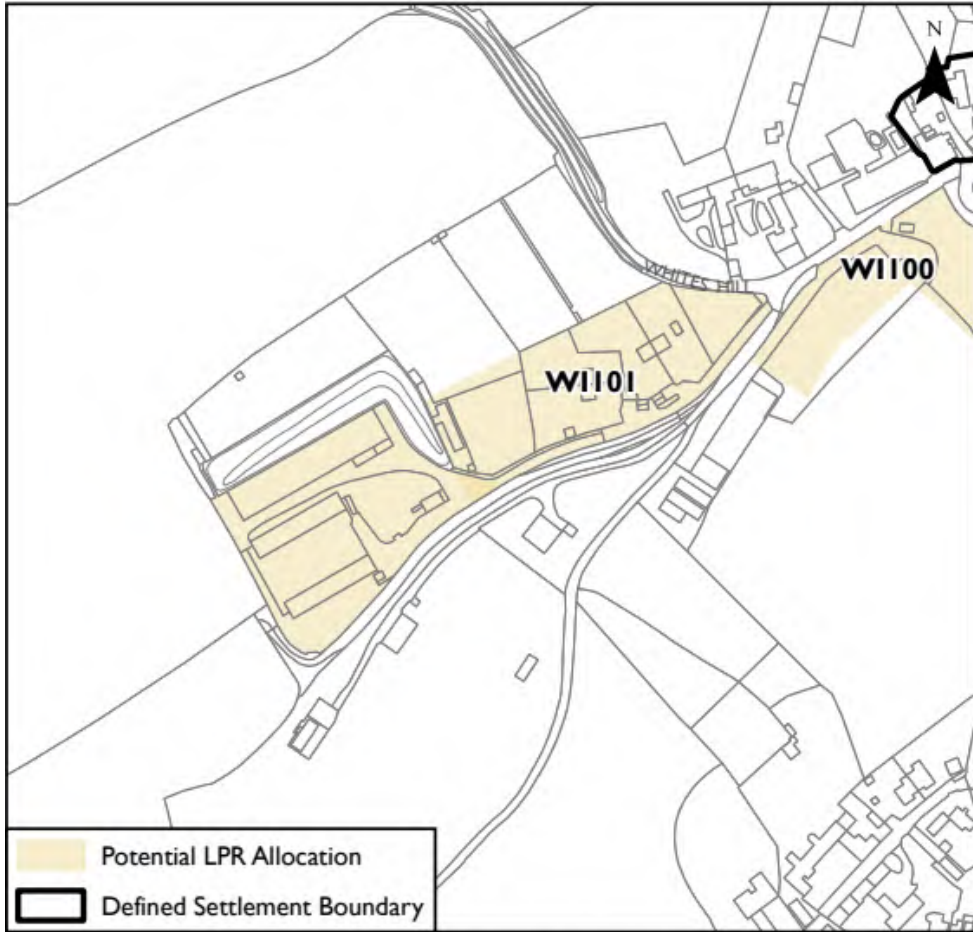 N
WHITES HILL
WI100
WI101
Potential LPR Allocation
Defined Settlement Boundary